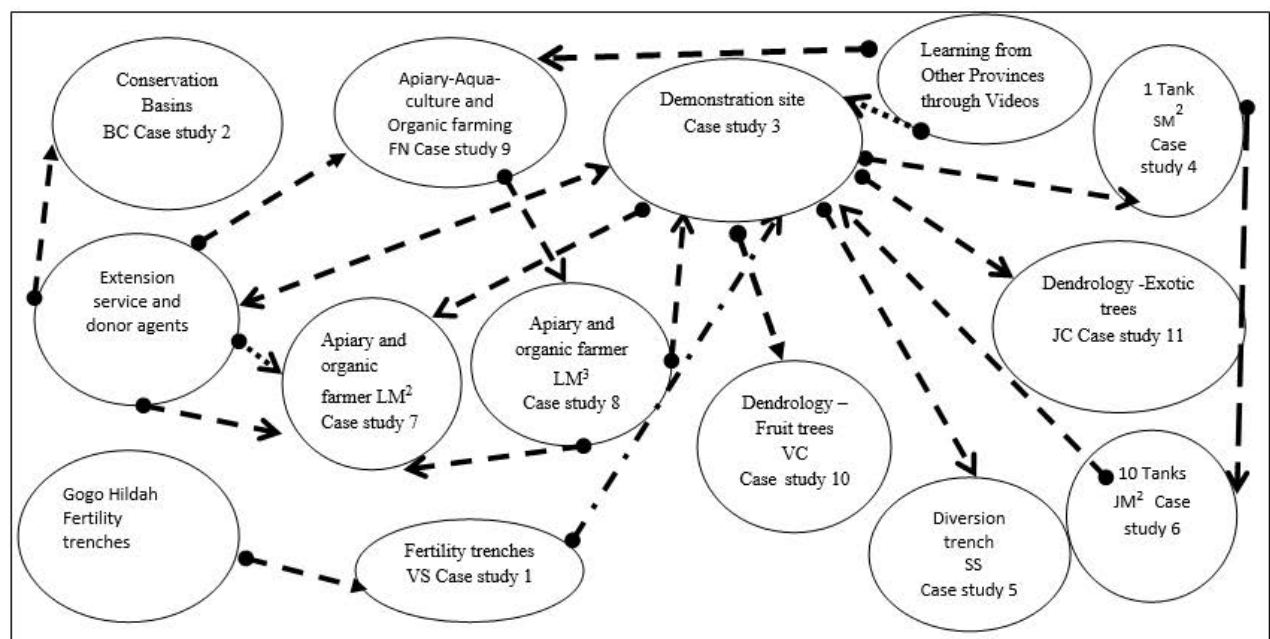 Conservation
Basins
BC Case study 2
Apiary-Aqua-
culture and
Organic farming
FN Case study 9
Demonstration site
Case study 3
Learning from
Other Provinces
through Videos
1 Tank
SM²
Case
study 4
Extension
service and
donor agents
Apiary and
organic
farmer LM²
Case study 7
Apiary and
organic farmer
LM³
Case study 8
Dendrology -Exotic
trees
JC Case study 11
Dendrology –
Fruit trees
VC
Case study 10
Gogo Hildah
Fertility
trenches
Fertility trenches
VS Case study 1
Diversion
trench
SS
Case study 5
10 Tanks
JM² Case
study 6